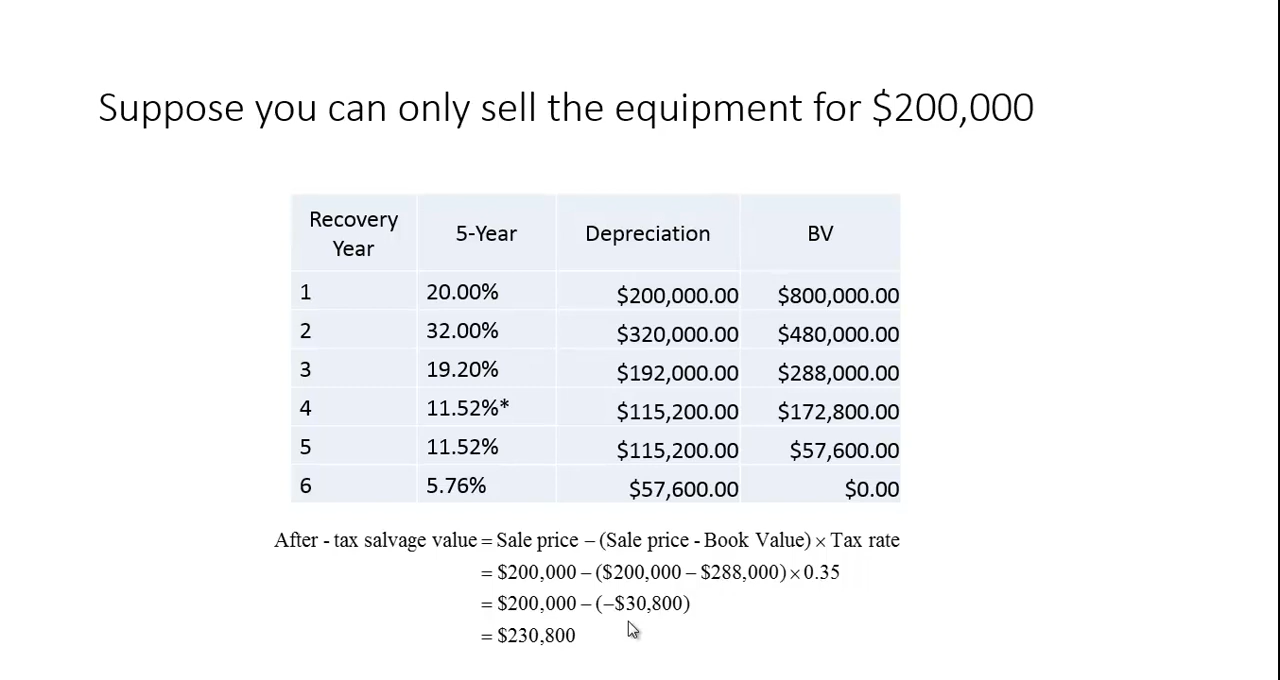 Suppose you can only sell the equipment for $200,000
Recovery Year 5-Year Depreciation BV
1 20.00% $200,000.00 $800,000.00
2 32.00% $320,000.00 $480,000.00
3 19.20% $192,000.00 $288,000.00
4 11.52%* $115,200.00 $172,800.00
5 11.52% $115,200.00 $57,600.00
6 5.76% $57,600.00 $0.00
After - tax salvage value = Sale price – (Sale price - Book Value) × Tax rate
= $200,000 – ($200,000 – $288,000) × 0.35
= $200,000 – (–$30,800)
= $230,800